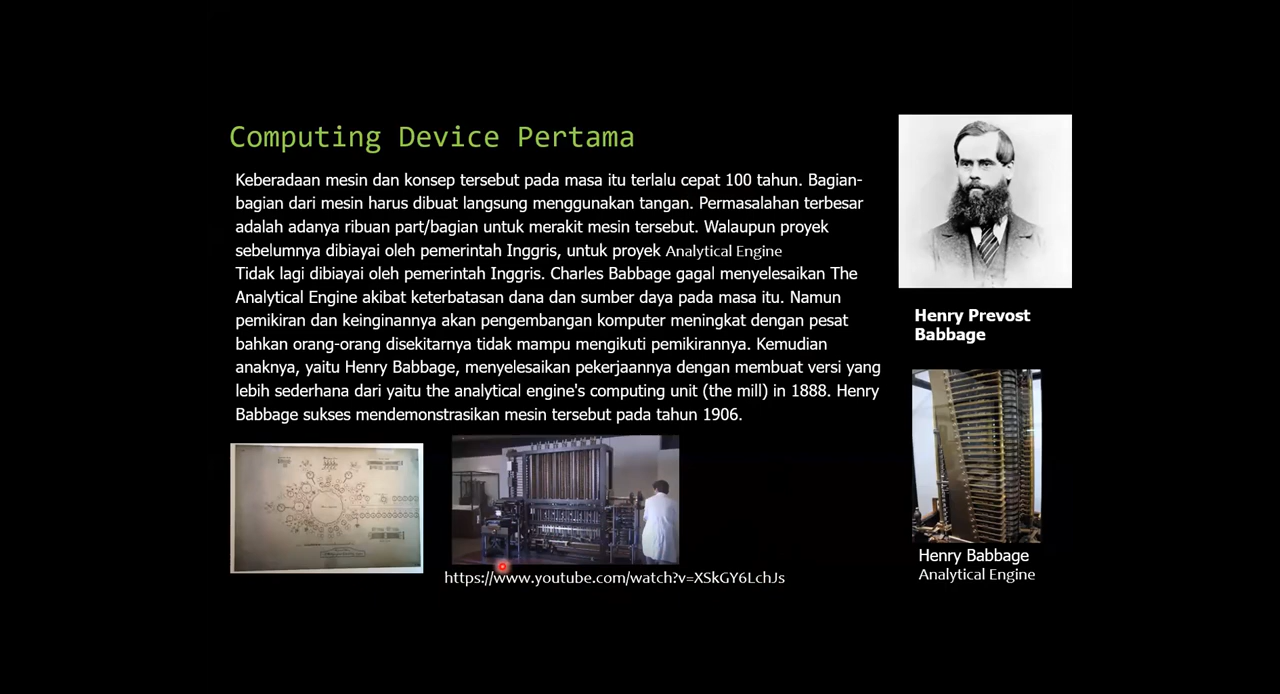 Computing Device Pertama
Keberadaan mesin dan konsep tersebut pada masa itu terlalu cepat 100 tahun. Bagian-
bagian dari mesin harus dibuat langsung menggunakan tangan. Permasalahan terbesar
adalah adanya ribuan part/bagian untuk merakit mesin tersebut. Walaupun proyek
sebelumnya dibiayai oleh pemerintah Inggris, untuk proyek Analytical Engine
Tidak lagi dibiayai oleh pemerintah Inggris. Charles Babbage gagal menyelesaikan The
Analytical Engine akibat keterbatasan dana dan sumber daya pada masa itu. Namun
pemikiran dan keinginannya akan pengembangan komputer meningkat dengan pesat
bahkan orang-orang disekitarnya tidak mampu mengikuti pemikirannya. Kemudian
anaknya, yaitu Henry Babbage, menyelesaikan pekerjaannya dengan membuat versi yang
lebih sederhana dari yaitu the analytical engine's computing unit (the mill) in 1888. Henry
Babbage sukses mendemonstrasikan mesin tersebut pada tahun 1906.
Henry Prevost
Babbage
https://www.youtube.com/watch?v=XSkGY6LchJs
Henry Babbage
Analytical Engine